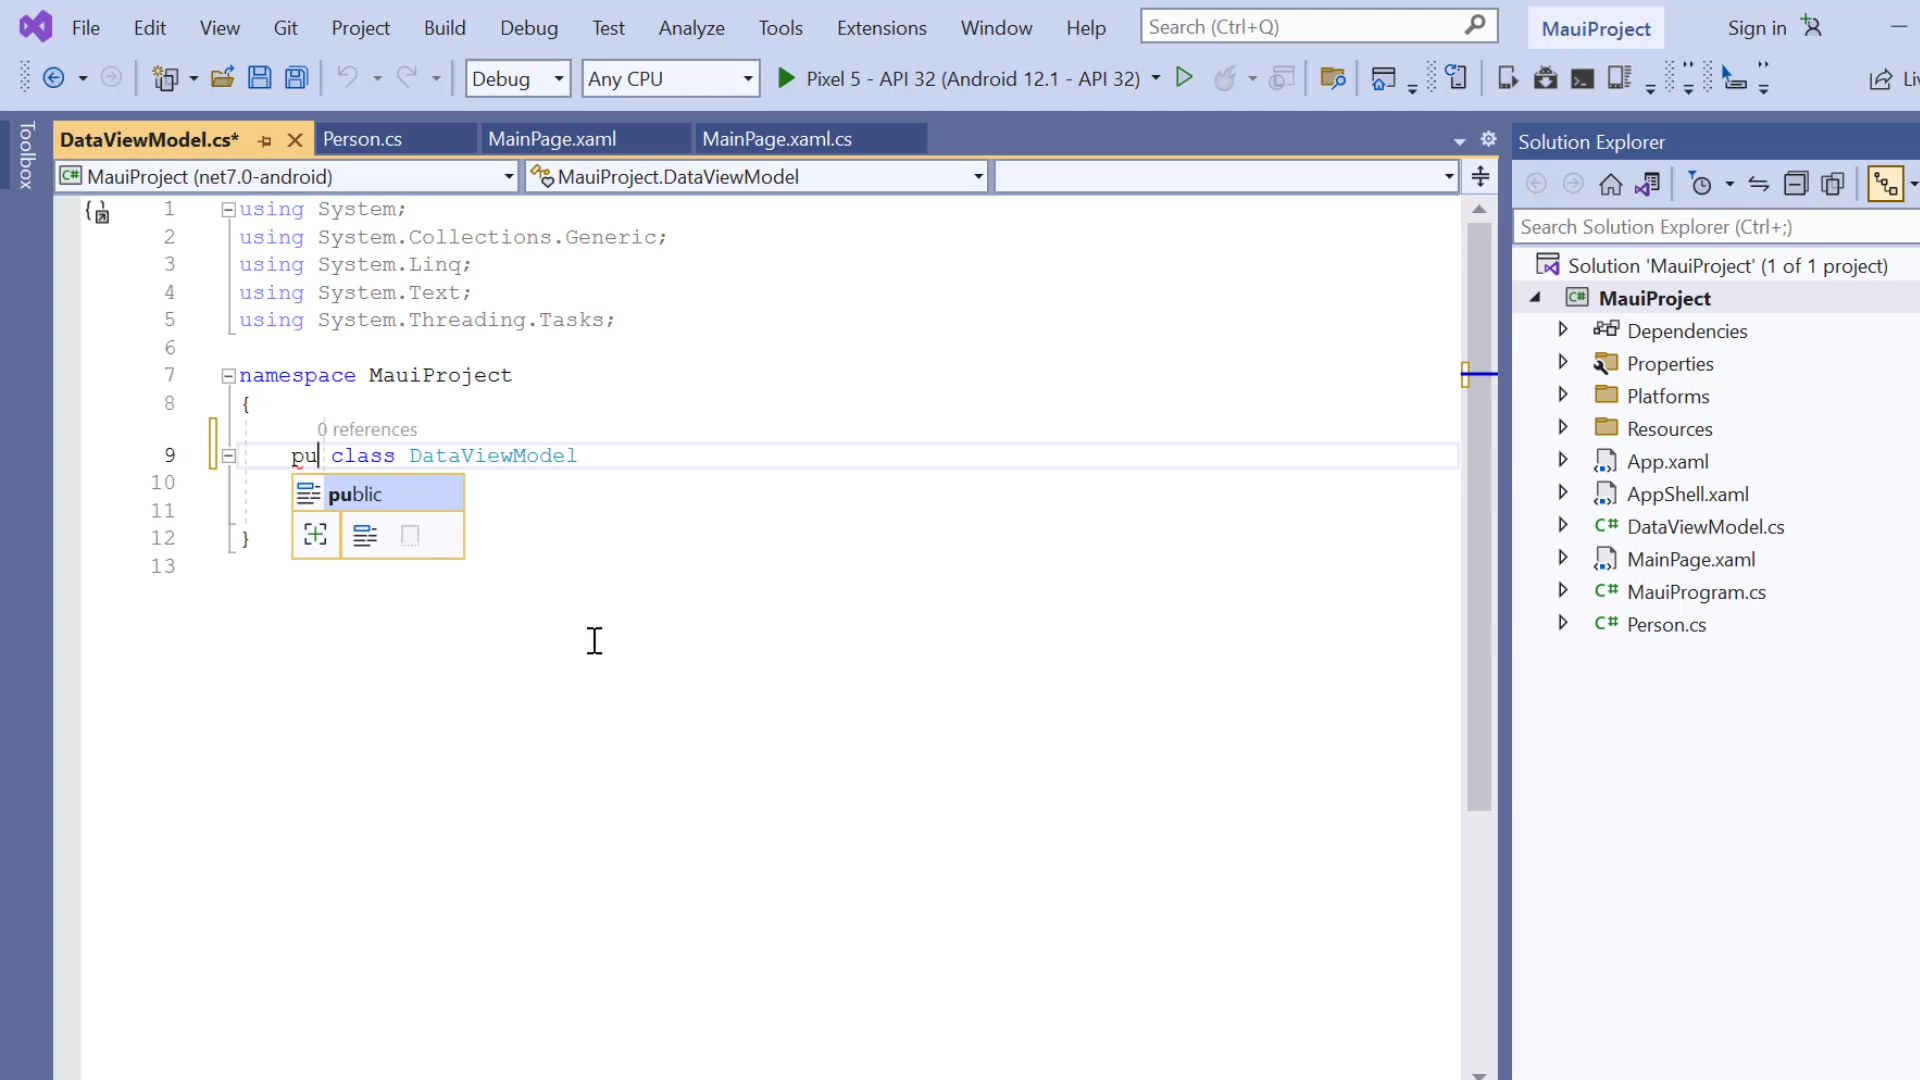 File Edit View Git Project Build Debug Test Analyze Tools Extensions Window Help Search (Ctrl+Q) MauiProject Sign in
Debug Any CPU Pixel 5 - API 32 (Android 12.1 - API 32)
Toolbox
DataViewModel.cs* Person.cs MainPage.xaml MainPage.xaml.cs
MauiProject (net7.0-android) MauiProject.DataViewModel
1 using System;
2 using System.Collections.Generic;
3 using System.Linq;
4 using System.Text;
5 using System.Threading.Tasks;
6
7 namespace MauiProject
8 {
0 references
9 pu class DataViewModel
10
public
11
12 }
13
Solution Explorer
Search Solution Explorer (Ctrl+;)
Solution 'MauiProject' (1 of 1 project)
C# MauiProject
Dependencies
Properties
Platforms
Resources
App.xaml
AppShell.xaml
C# DataViewModel.cs
MainPage.xaml
C# MauiProgram.cs
C# Person.cs